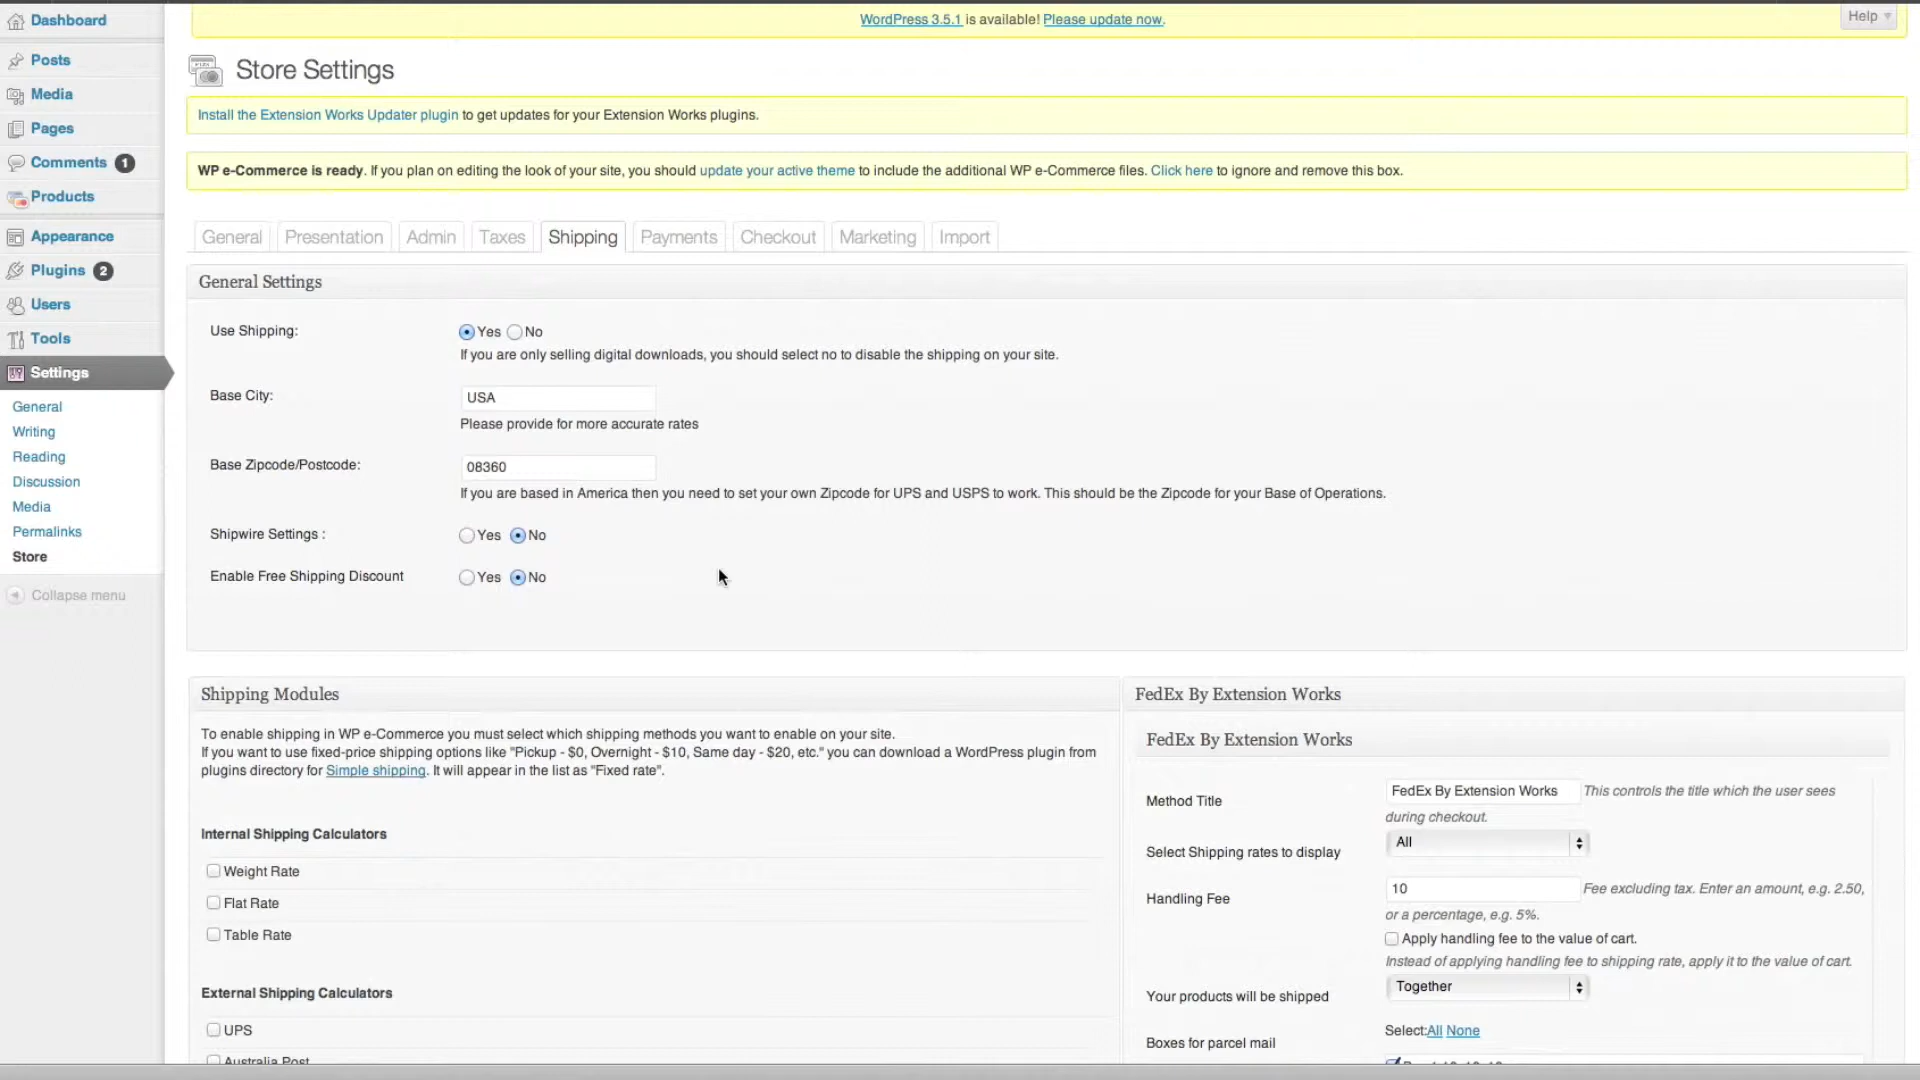 Dashboard
WordPress 3.5.1 is available! Please update now.
Help
Posts
Media
Pages
Comments 1
Products
Appearance
Plugins 2
Users
Tools
Settings
General
Writing
Reading
Discussion
Media
Permalinks
Store
Collapse menu
Store Settings
Install the Extension Works Updater plugin to get updates for your Extension Works plugins.
WP e-Commerce is ready. If you plan on editing the look of your site, you should update your active theme to include the additional WP e-Commerce files. Click here to ignore and remove this box.
General Presentation Admin Taxes Shipping Payments Checkout Marketing Import
General Settings
Use Shipping: Yes No
If you are only selling digital downloads, you should select no to disable the shipping on your site.
Base City: USA
Please provide for more accurate rates
Base Zipcode/Postcode: 08360
If you are based in America then you need to set your own Zipcode for UPS and USPS to work. This should be the Zipcode for your Base of Operations.
Shipwire Settings : Yes No
Enable Free Shipping Discount Yes No
Shipping Modules
To enable shipping in WP e-Commerce you must select which shipping methods you want to enable on your site.
If you want to use fixed-price shipping options like "Pickup - $0, Overnight - $10, Same day - $20, etc." you can download a WordPress plugin from
plugins directory for Simple shipping. It will appear in the list as "Fixed rate".
Internal Shipping Calculators
Weight Rate
Flat Rate
Table Rate
External Shipping Calculators
UPS
Australia Post
FedEx By Extension Works
FedEx By Extension Works
Method Title FedEx By Extension Works This controls the title which the user sees
during checkout.
Select Shipping rates to display All
Handling Fee 10 Fee excluding tax. Enter an amount, e.g. 2.50,
or a percentage, e.g. 5%.
Apply handling fee to the value of cart.
Instead of applying handling fee to shipping rate, apply it to the value of cart.
Your products will be shipped Together
Select:All None
Boxes for parcel mail